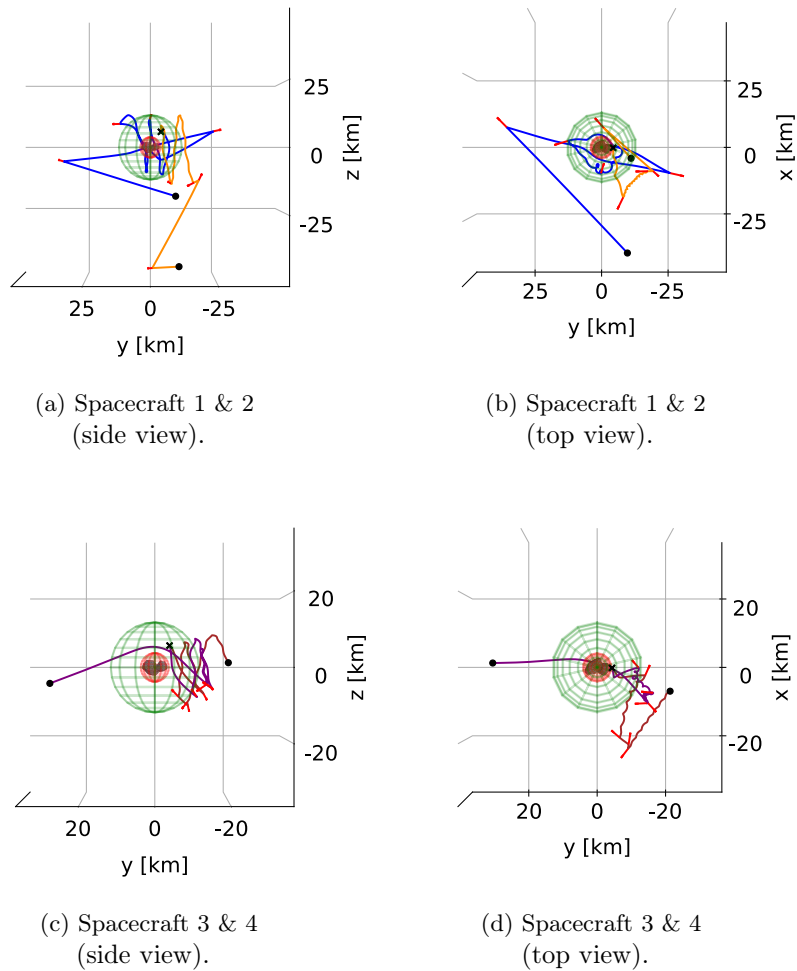 25
0
-25
z [km]
25 0 -25
y [km]
(a) Spacecraft 1 & 2
(side view).
25
0
-25
x [km]
25 0 -25
y [km]
(b) Spacecraft 1 & 2
(top view).
20
0
-20
z [km]
20 0 -20
y [km]
(c) Spacecraft 3 & 4
(side view).
20
0
-20
x [km]
20 0 -20
y [km]
(d) Spacecraft 3 & 4
(top view).